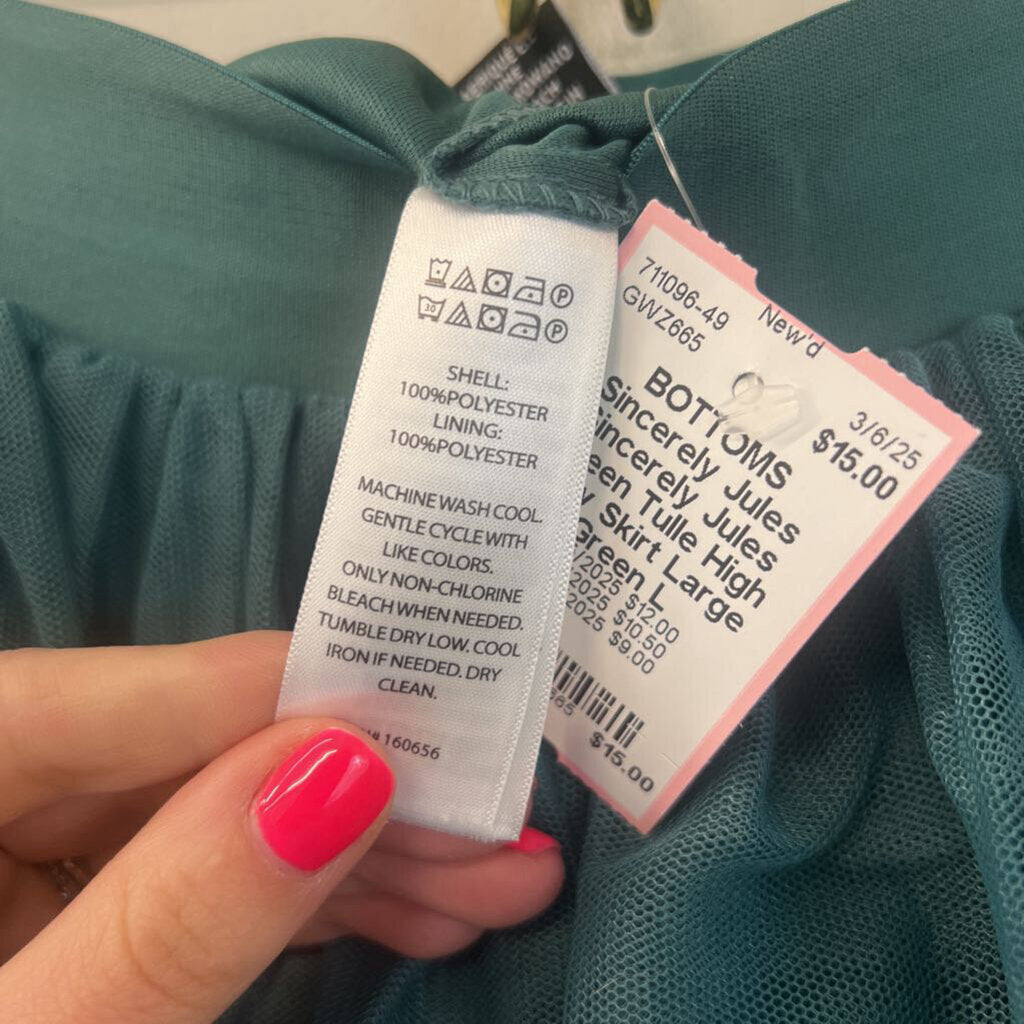 SHELL:
100%POLYESTER
LINING:
100%POLYESTER
MACHINE WASH COOL.
GENTLE CYCLE WITH
LIKE COLORS.
ONLY NON-CHLORINE
BLEACH WHEN NEEDED.
TUMBLE DRY LOW. COOL
IRON IF NEEDED. DRY
CLEAN.
# 160656
711096-49
GWZ665
New'd
3/6/25
$15.00
BOTTOMS
Sincerely Jules
Sincerely Jules
Tulle High
Skirt Large
Green L
2025 $12.00
2025 $10.50
2025 $9.00
$15.00